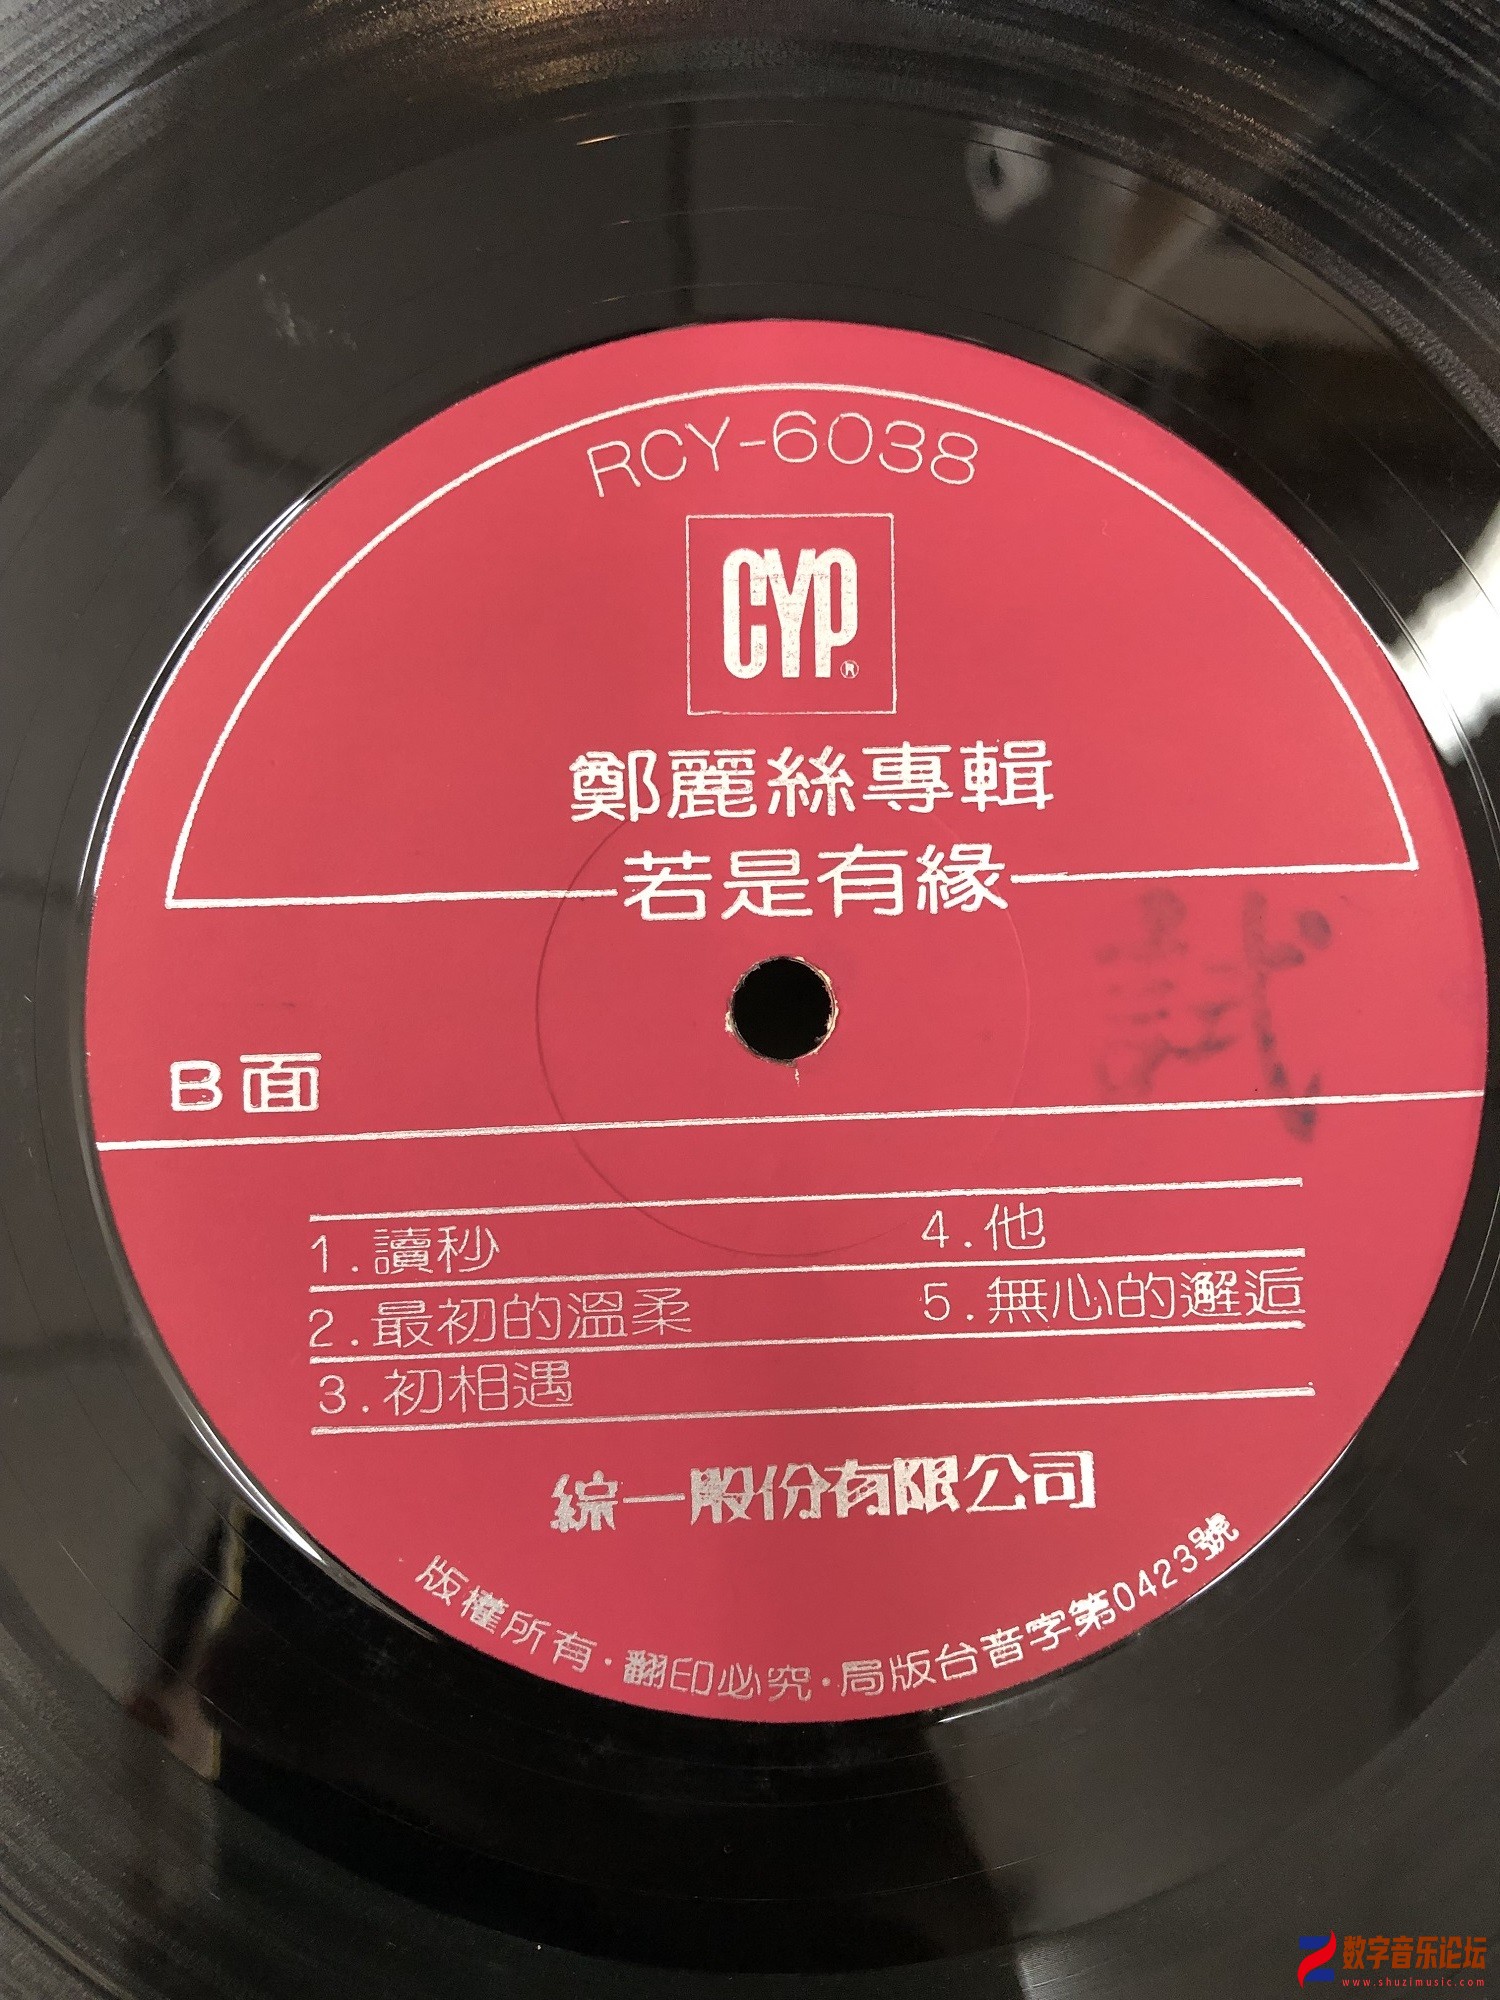 RCY-6038
CYP®
鄭麗絲專輯
若是有緣
B面
1.讀秒
2.最初的溫柔
3.初相遇
4.他
5.無心的邂逅
綜一股份有限公司
版權所有·翻印必究·局版台音字第0423號
数字音乐论坛
www.shuzimusic.com